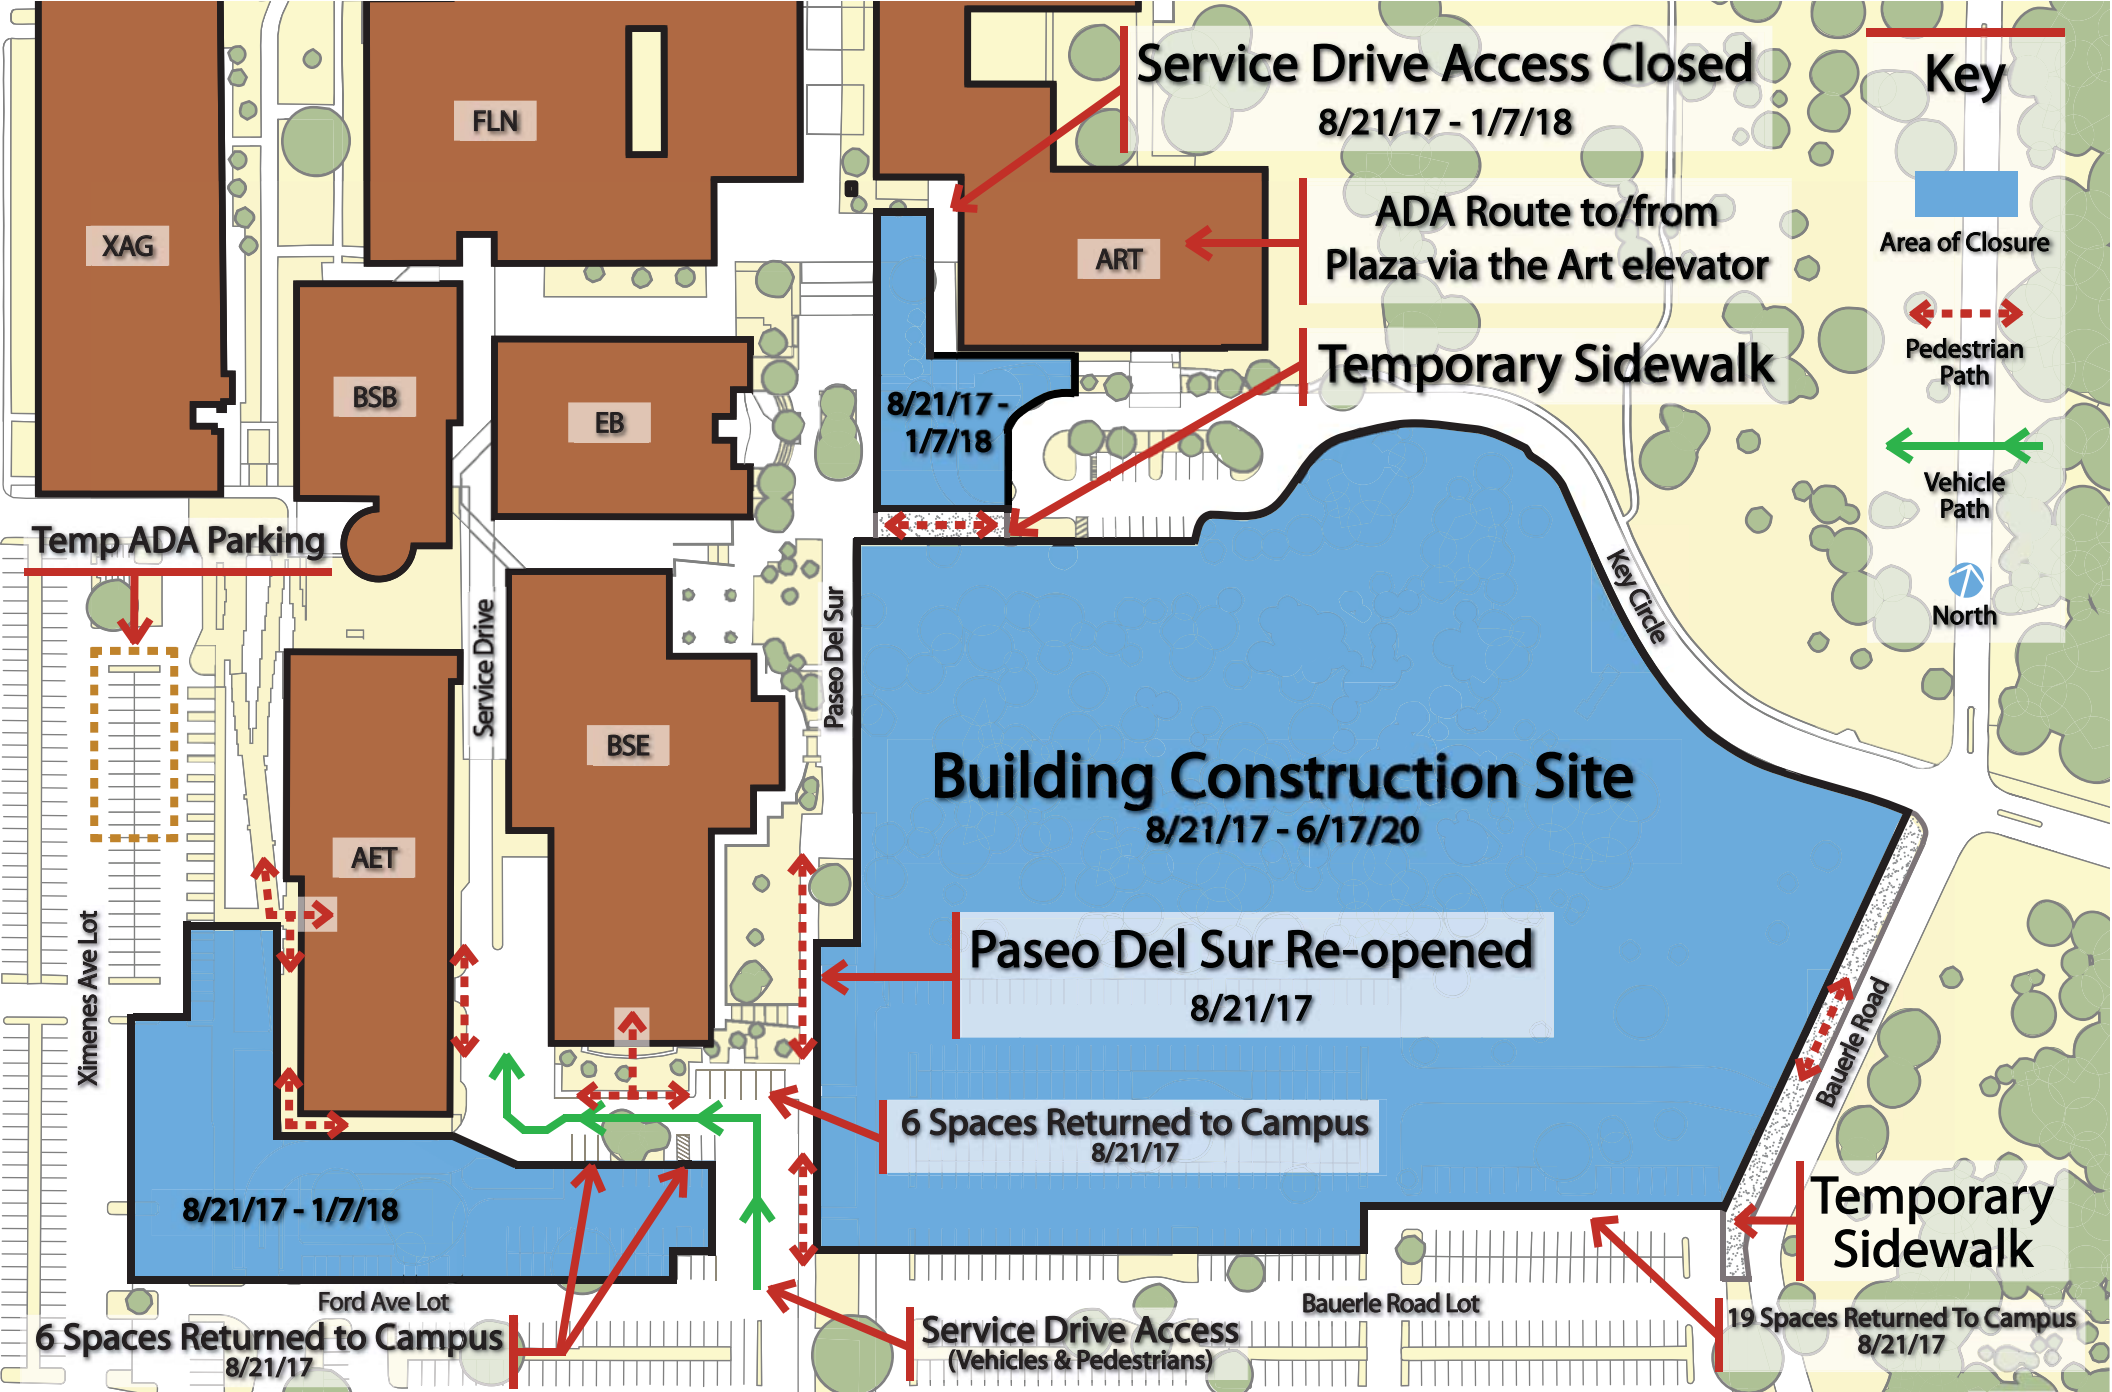 Service Drive Access Closed
8/21/17 - 1/7/18
Key
FLN
ADA Route to/from
Plaza via the Art elevator
XAG
ART
Area of Closure
Temporary Sidewalk
Pedestrian
Path
BSB
EB
8/21/17 -
1/7/18
Vehicle
Path
Temp ADA Parking
Key Circle
North
Service Drive
Paseo Del Sur
BSE
Building Construction Site
8/21/17 - 6/17/20
AET
Paseo Del Sur Re-opened
8/21/17
Ximenes Ave Lot
Bauerle Road
6 Spaces Returned to Campus
8/21/17
8/21/17 - 1/7/18
Temporary
Sidewalk
Ford Ave Lot
Bauerle Road Lot
6 Spaces Returned to Campus
8/21/17
Service Drive Access
(Vehicles & Pedestrians)
19 Spaces Returned To Campus
8/21/17